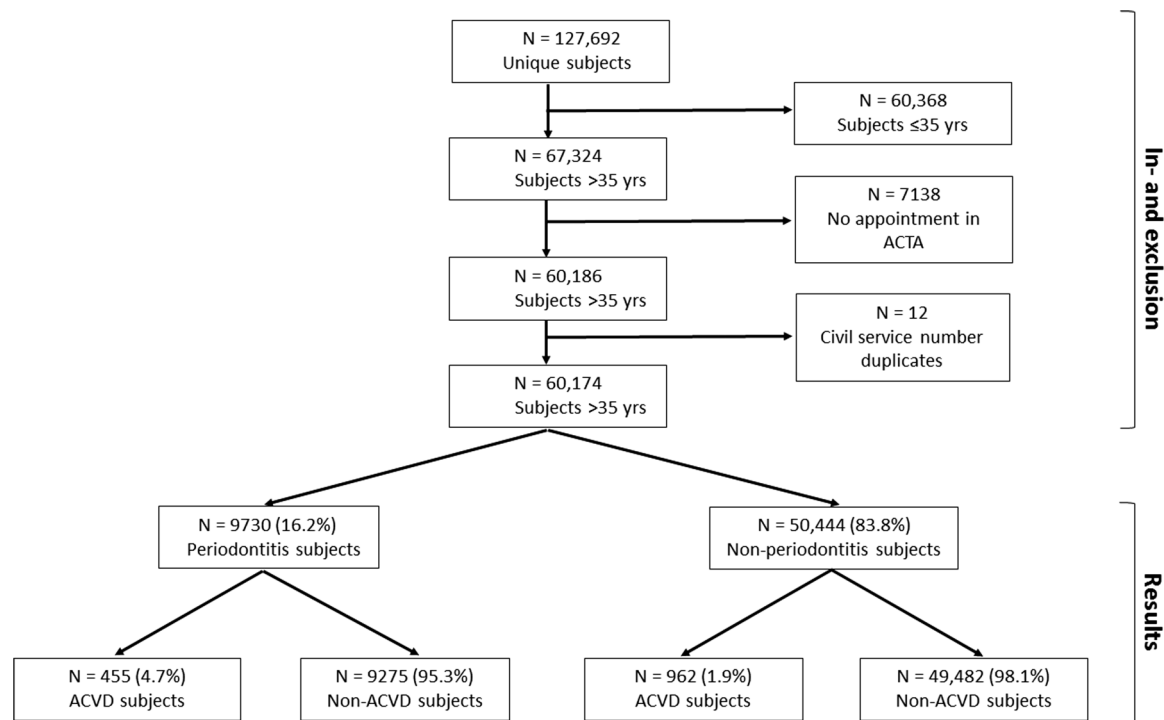 N = 127,692
Unique subjects
N = 60,368
Subjects ≤35 yrs
N = 67,324
Subjects >35 yrs
N = 7138
No appointment in
ACTA
N = 60,186
Subjects >35 yrs
N = 12
Civil service number
duplicates
N = 60,174
Subjects >35 yrs
In- and exclusion
N = 9730 (16.2%)
Periodontitis subjects
N = 50,444 (83.8%)
Non-periodontitis subjects
N = 455 (4.7%)
ACVD subjects
N = 9275 (95.3%)
Non-ACVD subjects
N = 962 (1.9%)
ACVD subjects
N = 49,482 (98.1%)
Non-ACVD subjects
Results